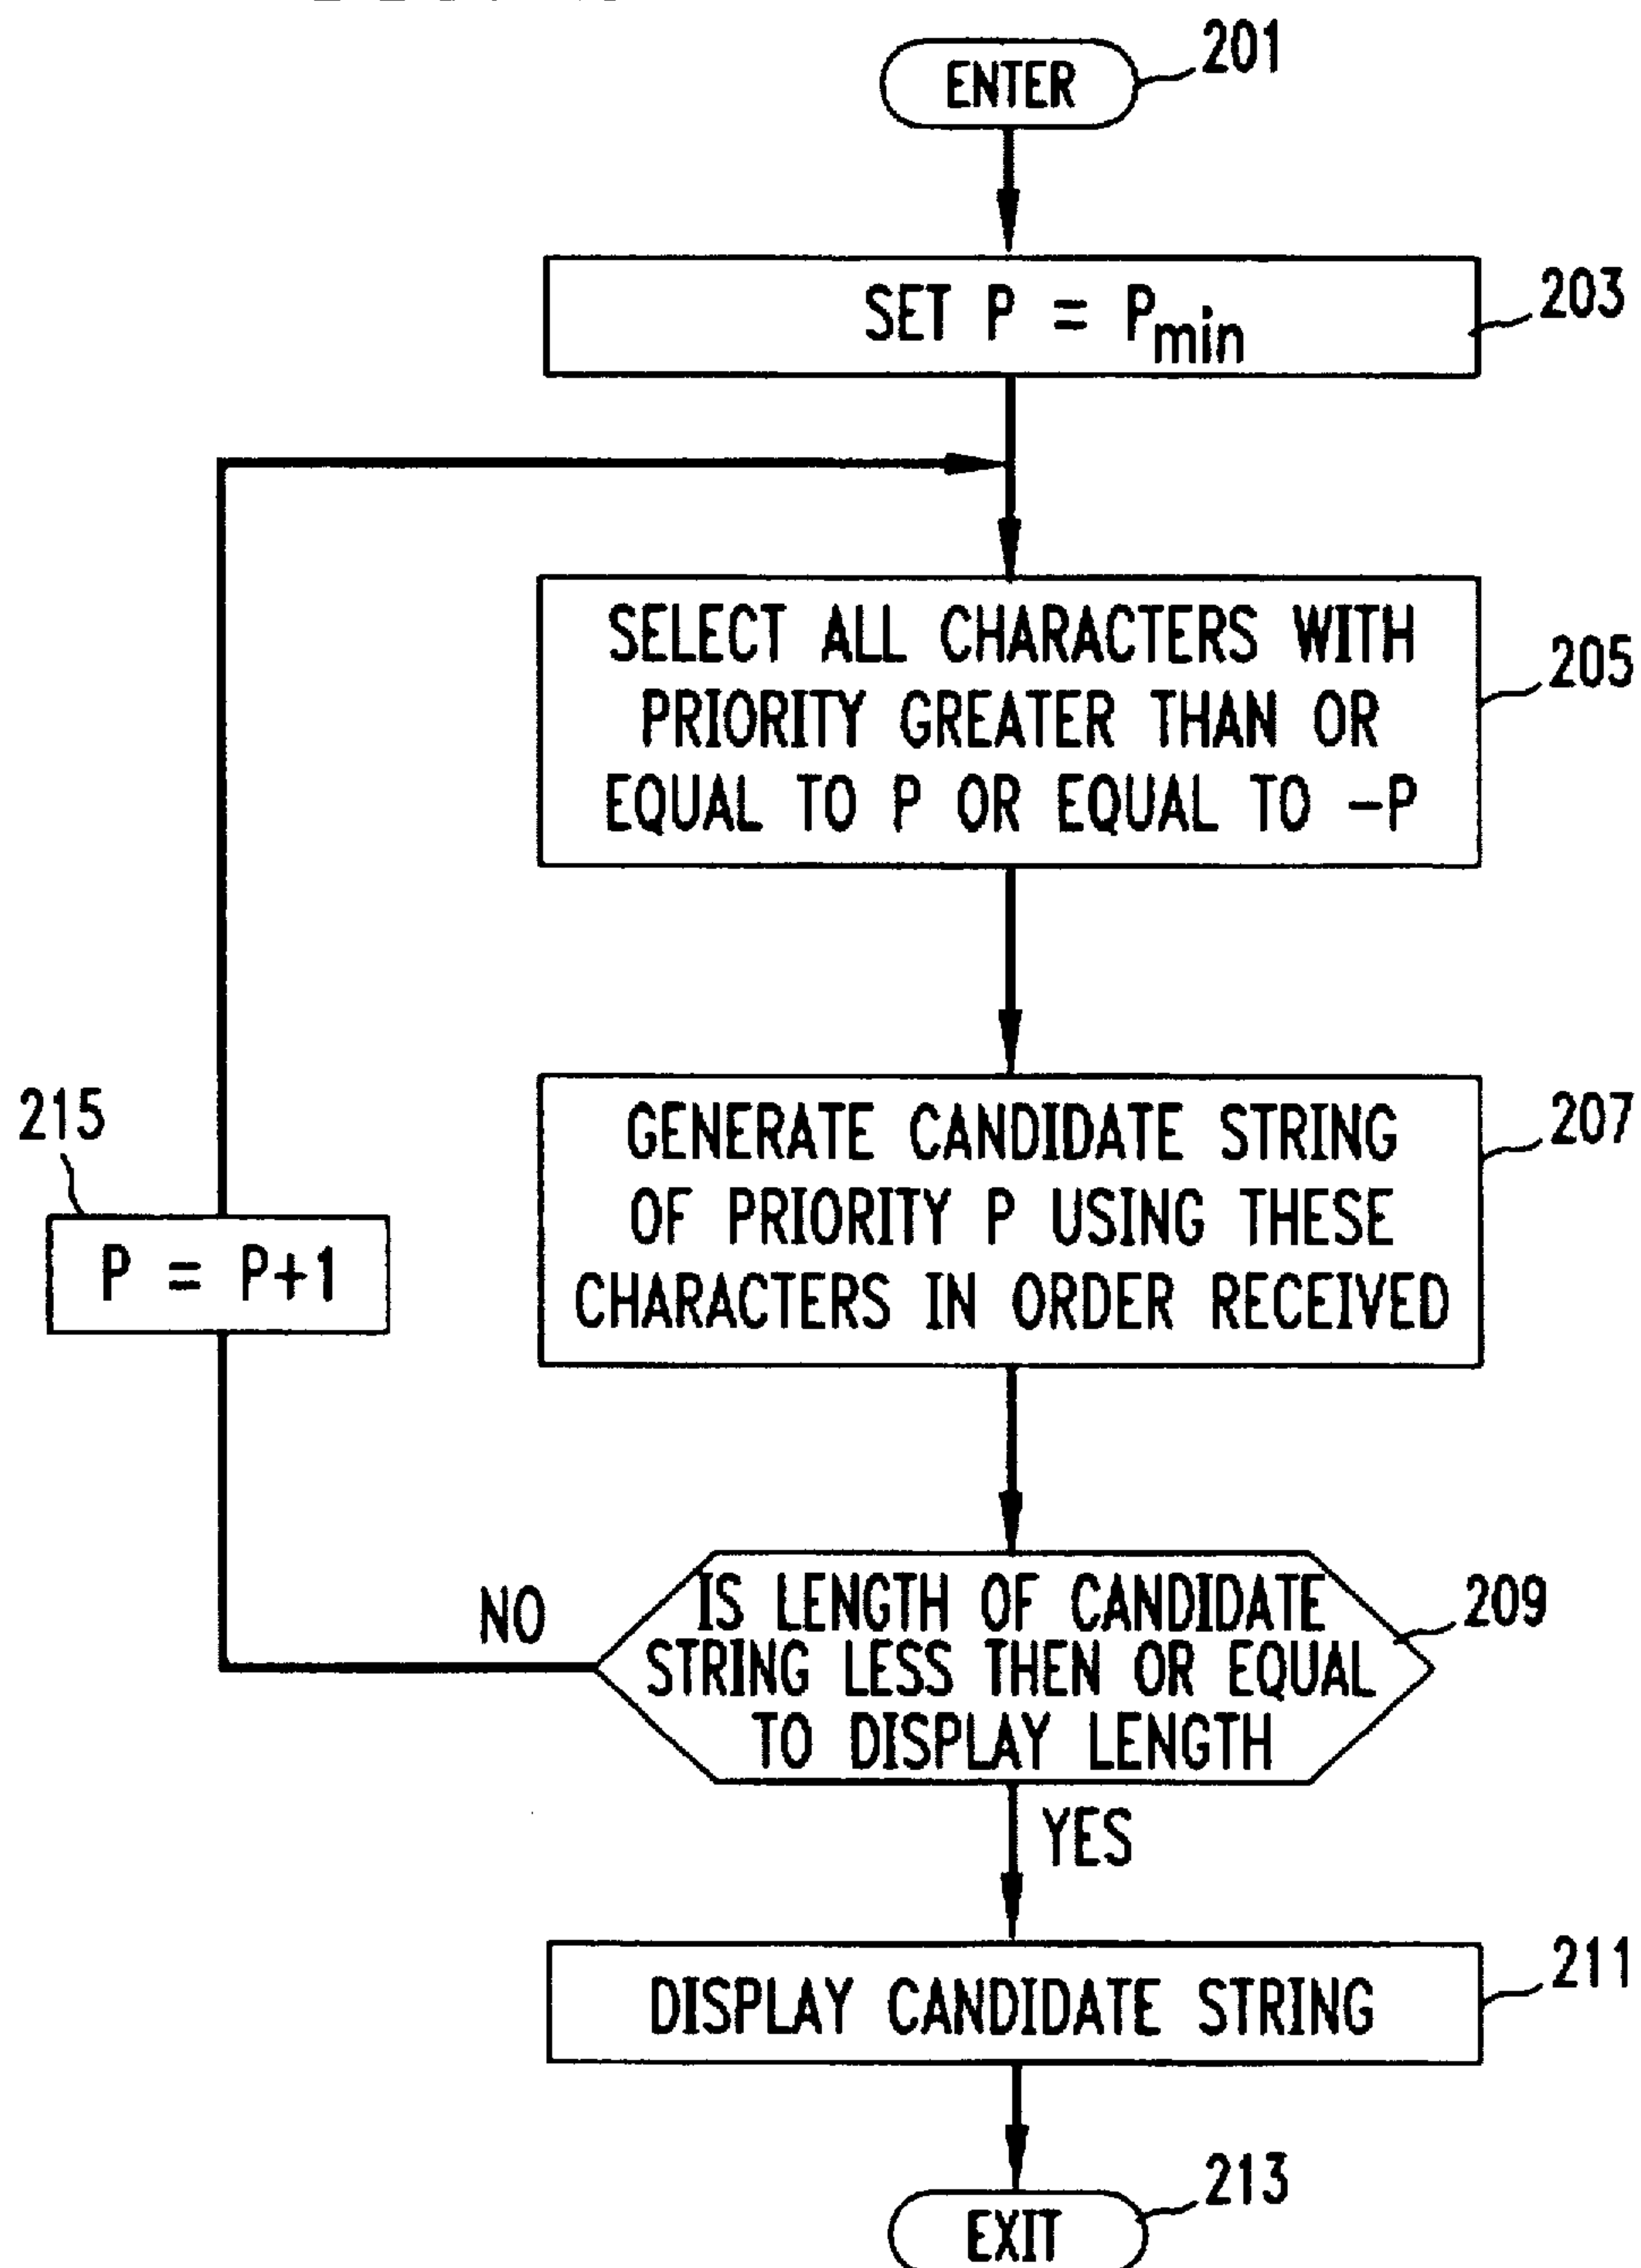 ENTER
201
SET P = Pmin
203
SELECT ALL CHARACTERS WITH
PRIORITY GREATER THAN OR
EQUAL TO P OR EQUAL TO -P
205
GENERATE CANDIDATE STRING
OF PRIORITY P USING THESE
CHARACTERS IN ORDER RECEIVED
207
215
P = P+1
IS LENGTH OF CANDIDATE
STRING LESS THEN OR EQUAL
TO DISPLAY LENGTH
209
NO
YES
DISPLAY CANDIDATE STRING
211
EXIT
213